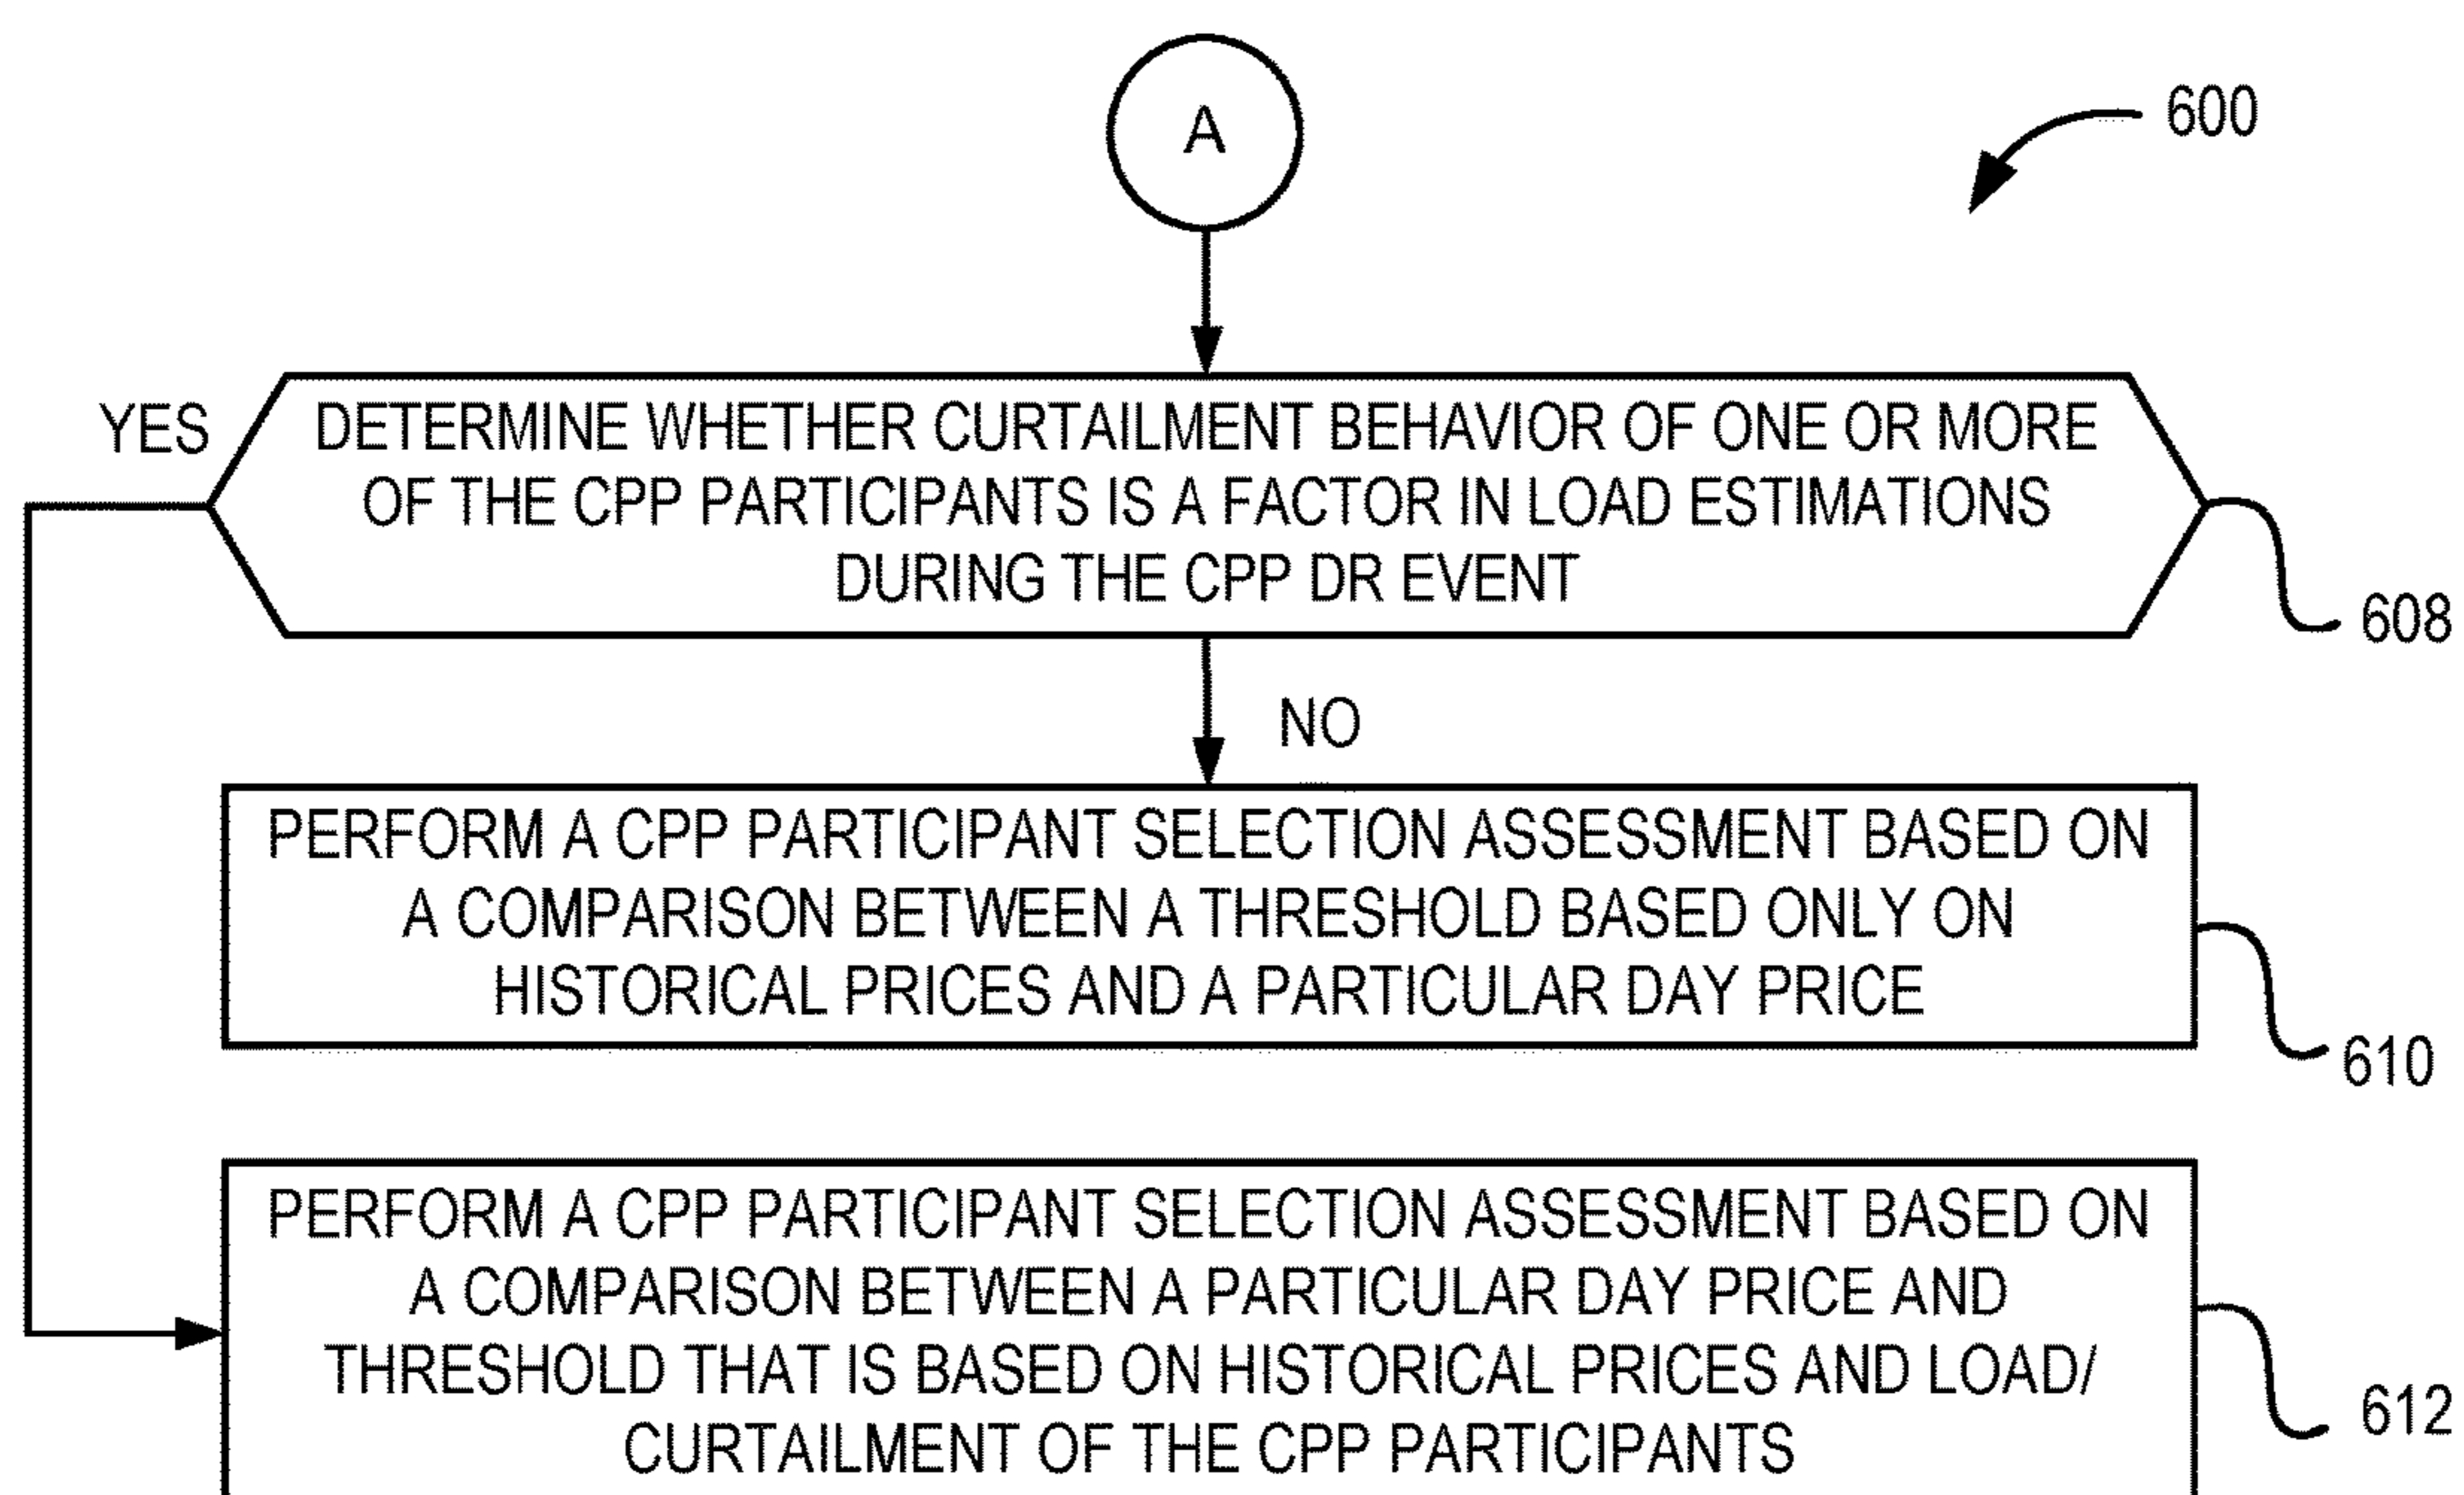 A
600
YES
DETERMINE WHETHER CURTAILMENT BEHAVIOR OF ONE OR MORE
OF THE CPP PARTICIPANTS IS A FACTOR IN LOAD ESTIMATIONS
DURING THE CPP DR EVENT
608
NO
PERFORM A CPP PARTICIPANT SELECTION ASSESSMENT BASED ON
A COMPARISON BETWEEN A THRESHOLD BASED ONLY ON
HISTORICAL PRICES AND A PARTICULAR DAY PRICE
610
PERFORM A CPP PARTICIPANT SELECTION ASSESSMENT BASED ON
A COMPARISON BETWEEN A PARTICULAR DAY PRICE AND
THRESHOLD THAT IS BASED ON HISTORICAL PRICES AND LOAD/
CURTAILMENT OF THE CPP PARTICIPANTS
612